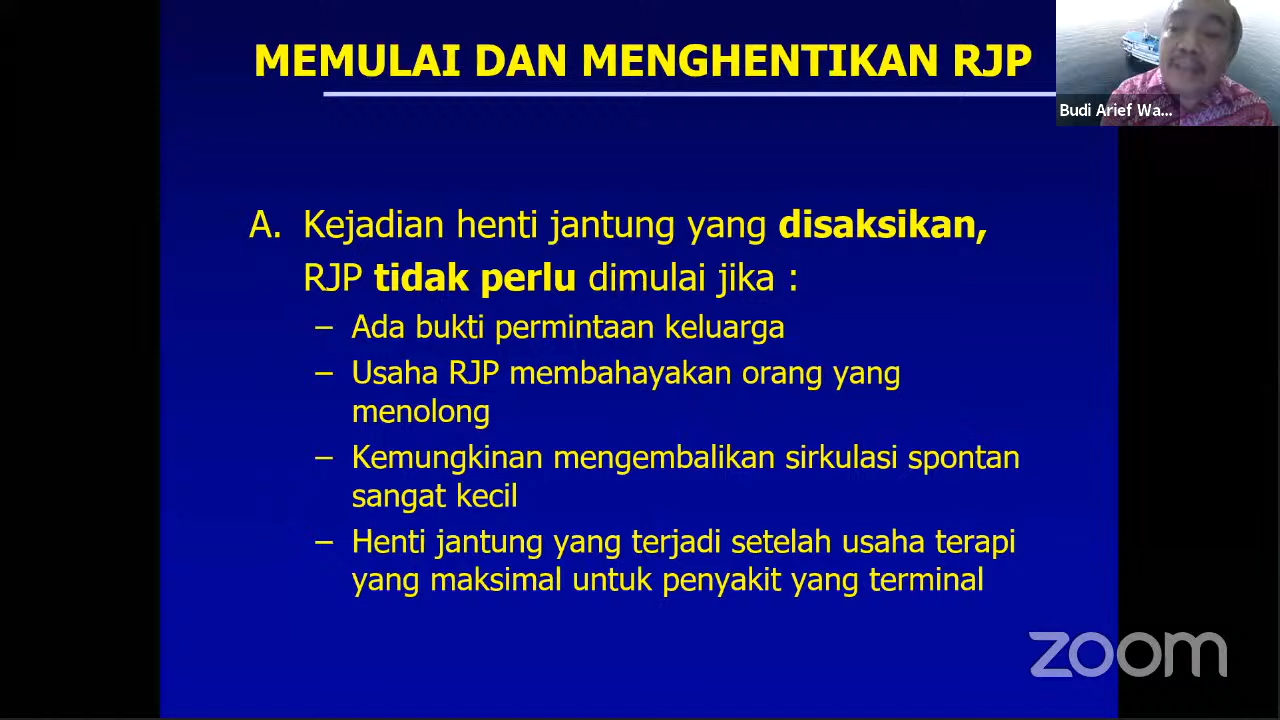 MEMULAI DAN MENGHENTIKAN RJP
Budi Arief Wa...
A. Kejadian henti jantung yang disaksikan,
RJP tidak perlu dimulai jika :
– Ada bukti permintaan keluarga
– Usaha RJP membahayakan orang yang
menolong
– Kemungkinan mengembalikan sirkulasi spontan
sangat kecil
– Henti jantung yang terjadi setelah usaha terapi
yang maksimal untuk penyakit yang terminal
zoom